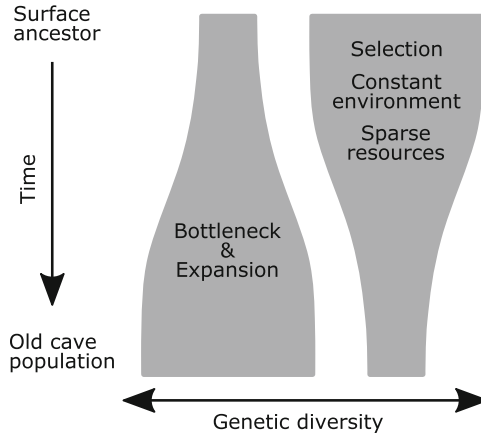 Surface
ancestor
Time
Old cave
population
Bottleneck
&
Expansion
Selection
Constant
environment
Sparse
resources
Genetic diversity